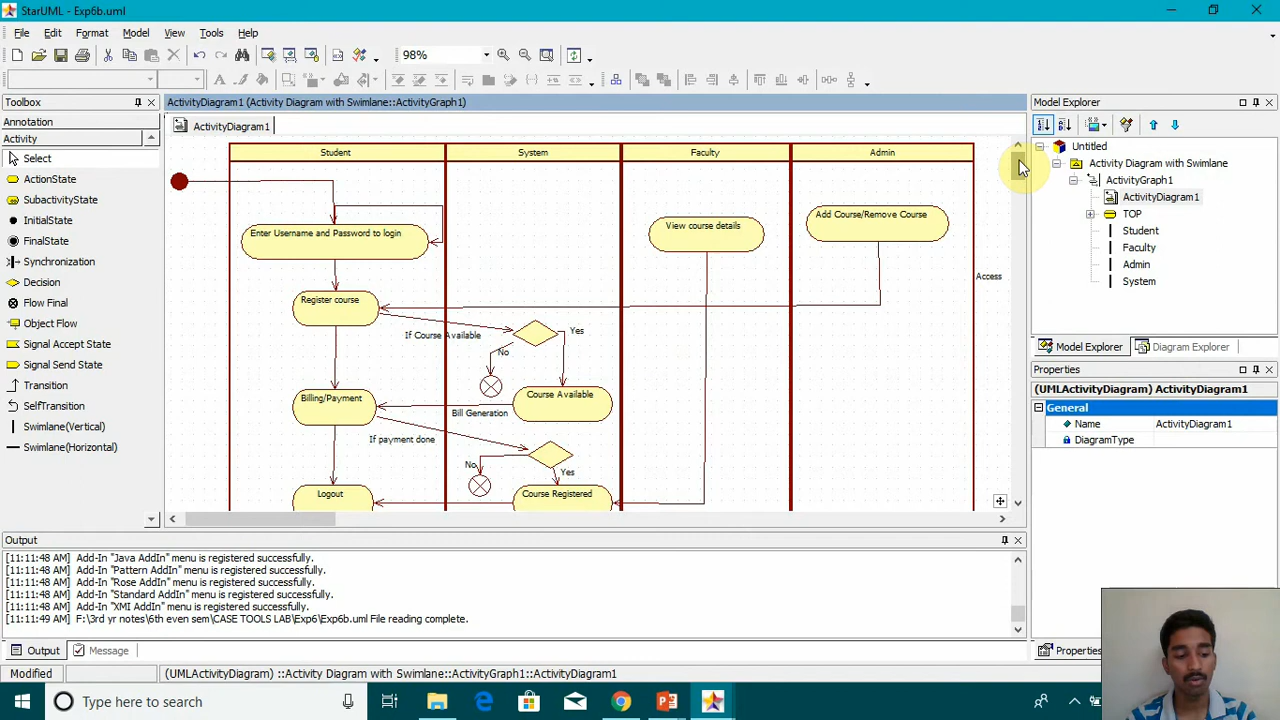 StarUML - Exp6b.uml
File Edit Format Model View Tools Help
98%
Toolbox
Annotation
Activity
Select
ActionState
SubactivityState
InitialState
FinalState
Synchronization
Decision
Flow Final
Object Flow
Signal Accept State
Signal Send State
Transition
SelfTransition
Swimlane(Vertical)
Swimlane(Horizontal)
ActivityDiagram1 (Activity Diagram with Swimlane::ActivityGraph1)
ActivityDiagram1
Student System Faculty Admin
Enter Username and Password to login
View course details
Add Course/Remove Course
Access
Register course
If Course Available
Yes
No
Billing/Payment
Course Available
Bill Generation
If payment done
No
Yes
Logout
Course Registered
Model Explorer
Untitled
Activity Diagram with Swimlane
ActivityGraph1
ActivityDiagram1
TOP
Student
Faculty
Admin
System
Model Explorer Diagram Explorer
Properties
(UMLActivityDiagram) ActivityDiagram1
General
Name ActivityDiagram1
DiagramType
Properties
Output
[11:11:48 AM] Add-In "Java AddIn" menu is registered successfully.
[11:11:48 AM] Add-In "Pattern AddIn" menu is registered successfully.
[11:11:48 AM] Add-In "Rose AddIn" menu is registered successfully.
[11:11:48 AM] Add-In "Standard AddIn" menu is registered successfully.
[11:11:48 AM] Add-In "XMI AddIn" menu is registered successfully.
[11:11:49 AM] F:\3rd yr notes\6th even sem\CASE TOOLS LAB\Exp6\Exp6b.uml File reading complete.
Output Message
Modified
(UMLActivityDiagram) ::Activity Diagram with Swimlane::ActivityGraph1::ActivityDiagram1
Type here to search